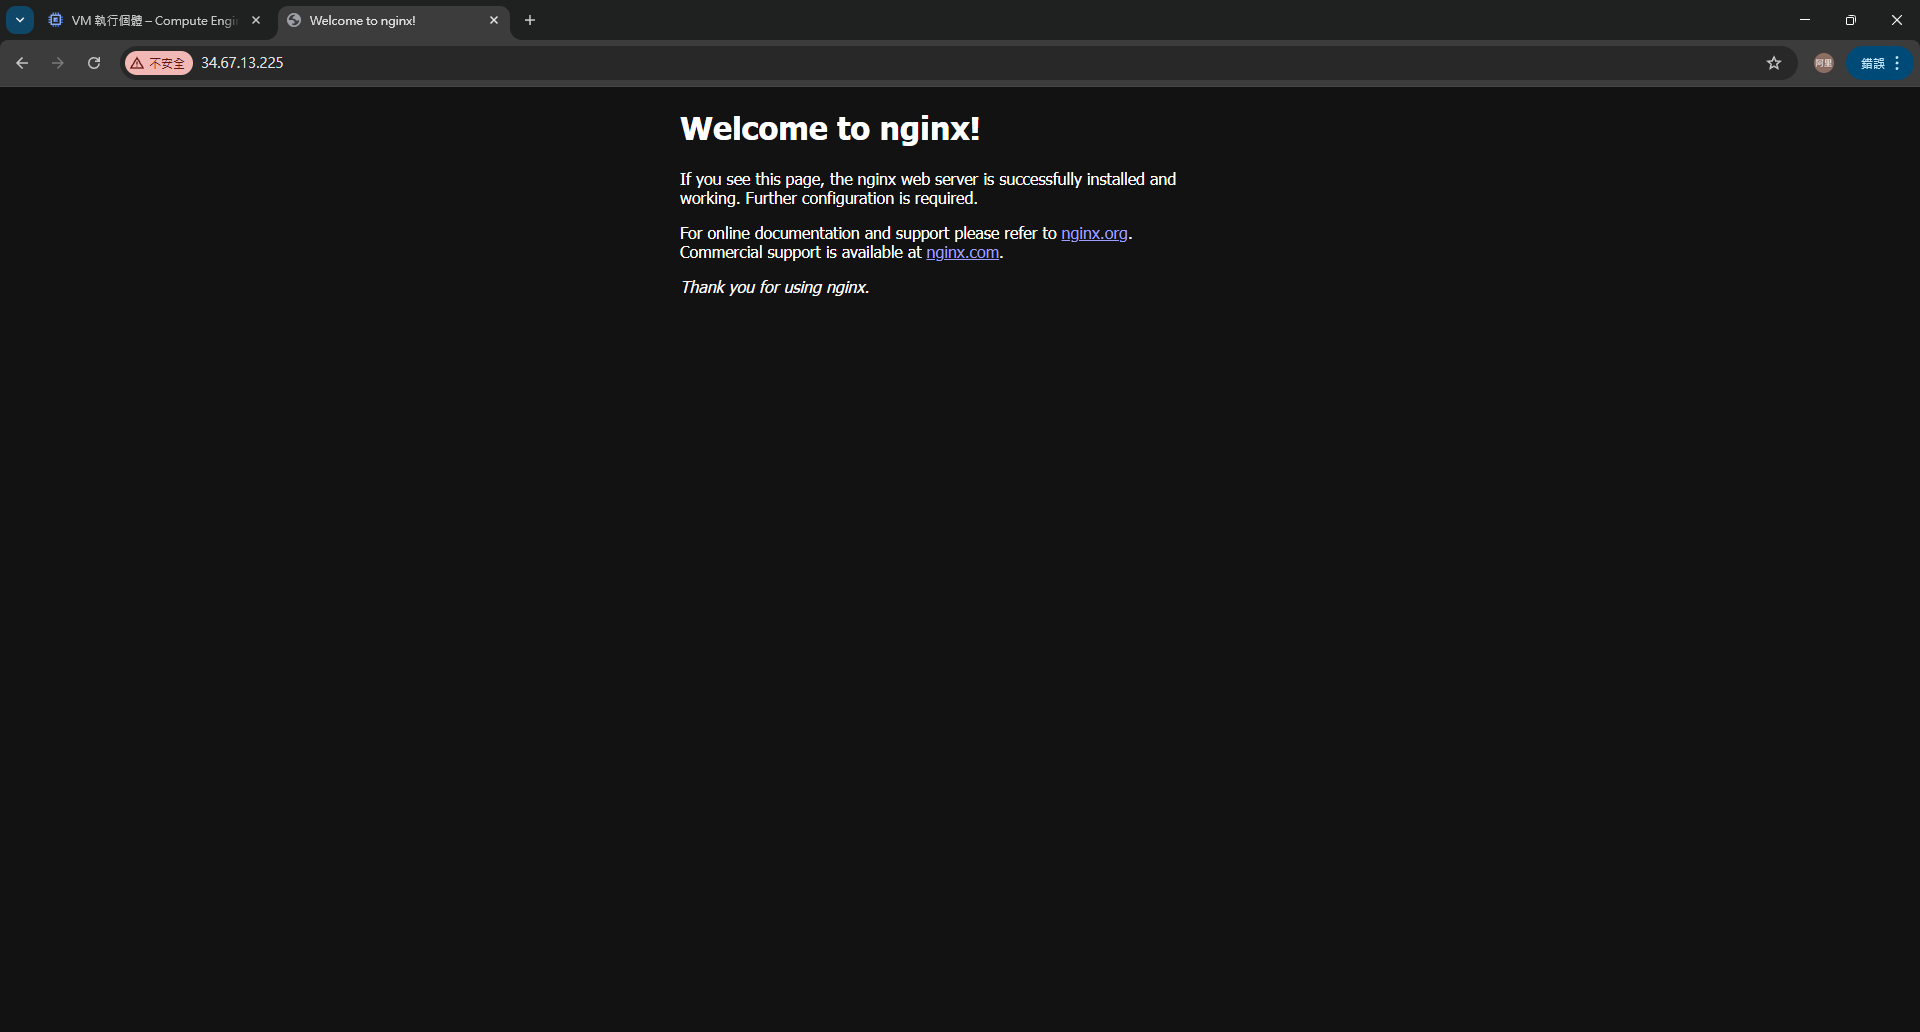 VM 執行個體 – Compute Engi
Welcome to nginx!
不安全
34.67.13.225
阿里
錯誤
Welcome to nginx!
If you see this page, the nginx web server is successfully installed and
working. Further configuration is required.
For online documentation and support please refer to nginx.org.
Commercial support is available at nginx.com.
Thank you for using nginx.